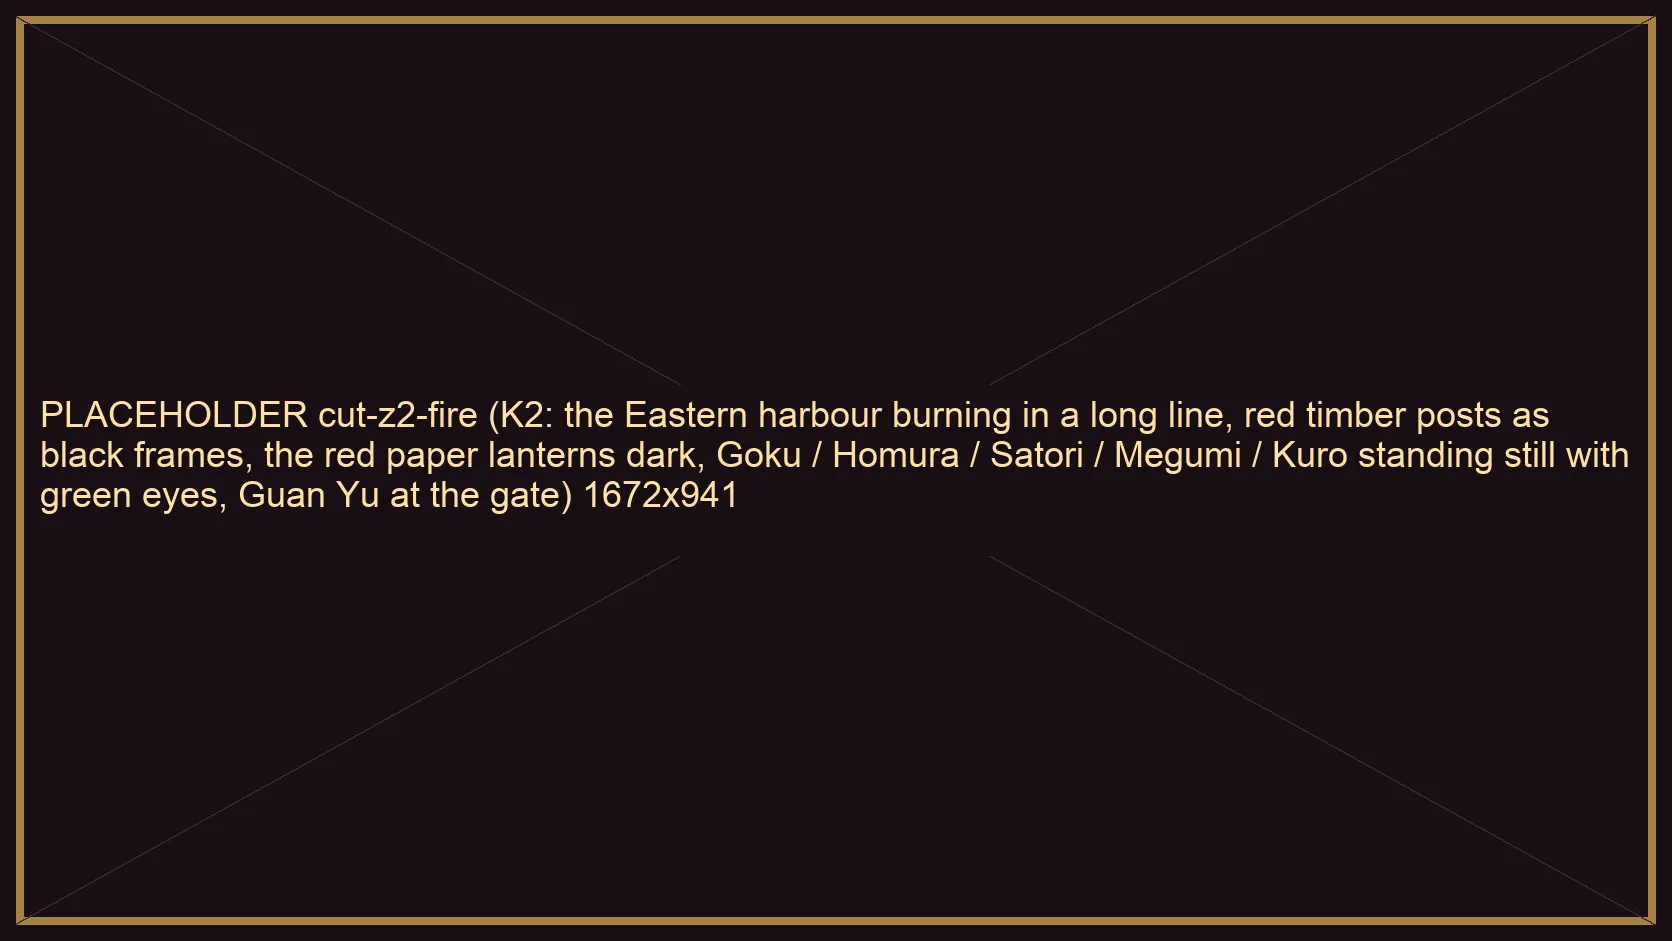 PLACEHOLDER cut-z2-fire (K2: the Eastern harbour burning in a long line, red timber posts as
black frames, the red paper lanterns dark, Goku / Homura / Satori / Megumi / Kuro standing still with
green eyes, Guan Yu at the gate) 1672x941